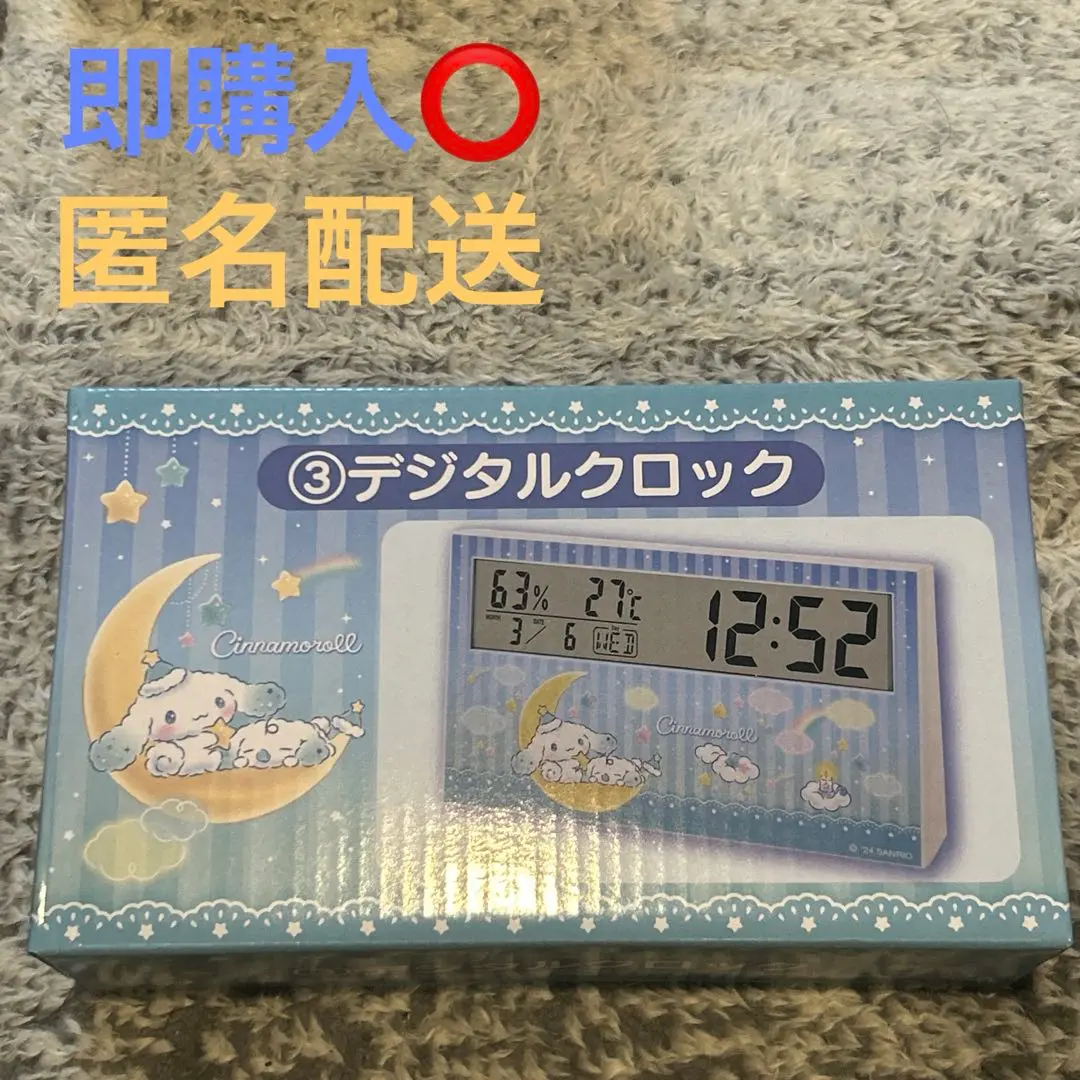 即購入⭕
匿名配送
③デジタルクロック
Cinnamoroll
63% 27℃ 12:52
MONTH DATE
3/6 WED
Cinnamoroll
© '24 SANRIO